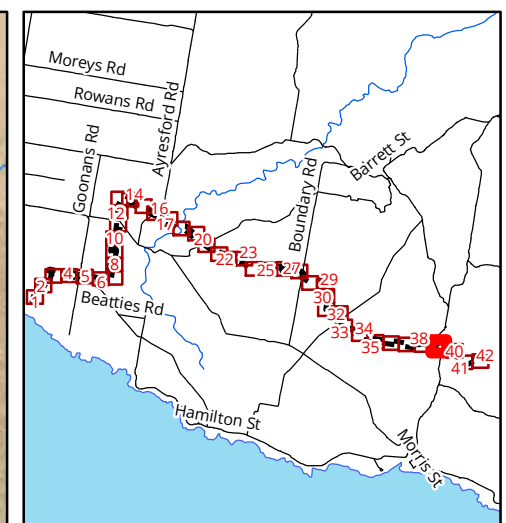 Moreys Rd
Rowans Rd
Ayresford Rd
Goonans Rd
Barrett St
Boundary Rd
14
12
16
17
10
20
23
22
8
25
27
2
4
5
6
29
1
Beatties Rd
30
32
33
34
35
38
40
42
41
Hamilton St
Morris St